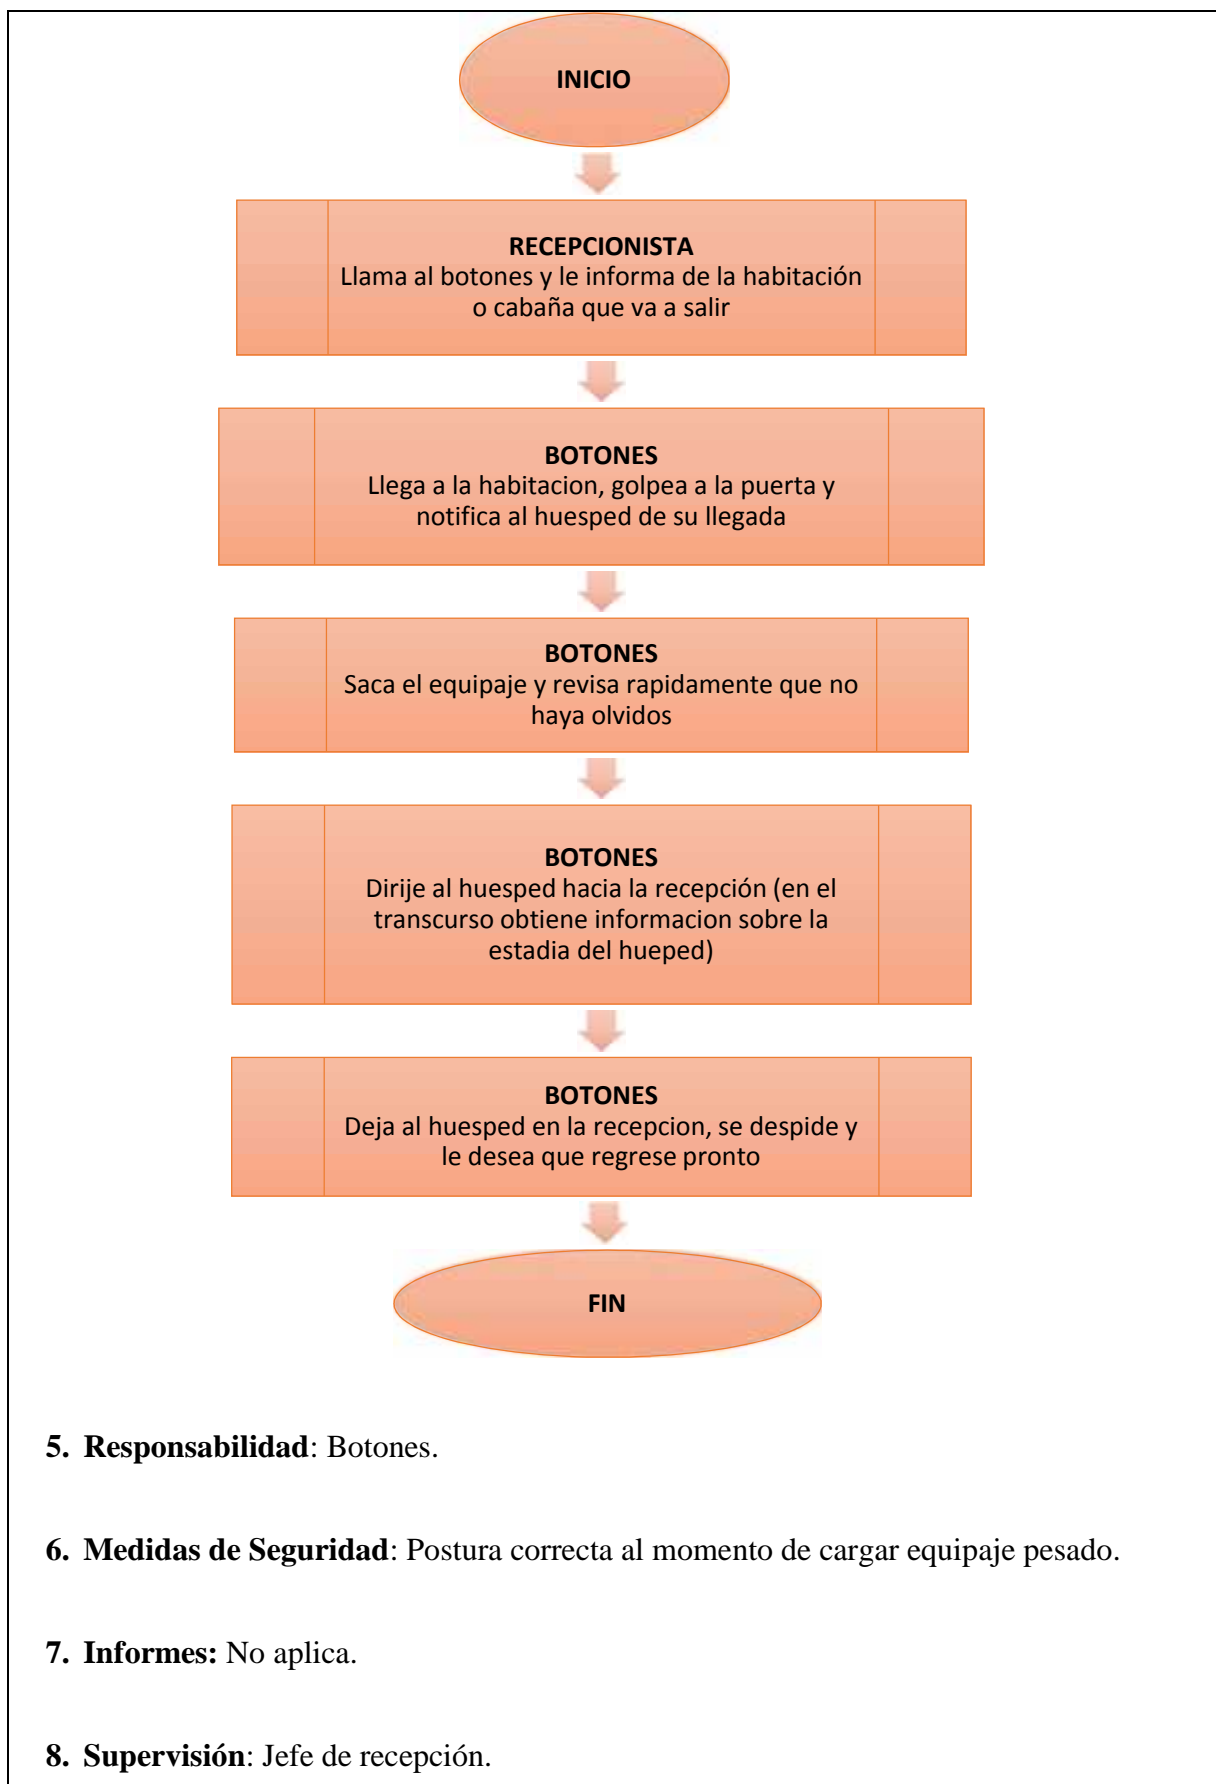 INICIO
RECEPCIONISTA
Llama al botones y le informa de la habitación
o cabaña que va a salir
BOTONES
Llega a la habitacion, golpea a la puerta y
notifica al huesped de su llegada
BOTONES
Saca el equipaje y revisa rapidamente que no
haya olvidos
BOTONES
Dirije al huesped hacia la recepción (en el
transcurso obtiene informacion sobre la
estadia del hueped)
BOTONES
Deja al huesped en la recepcion, se despide y
le desea que regrese pronto
FIN
5. Responsabilidad: Botones.
6. Medidas de Seguridad: Postura correcta al momento de cargar equipaje pesado.
7. Informes: No aplica.
8. Supervisión: Jefe de recepción.